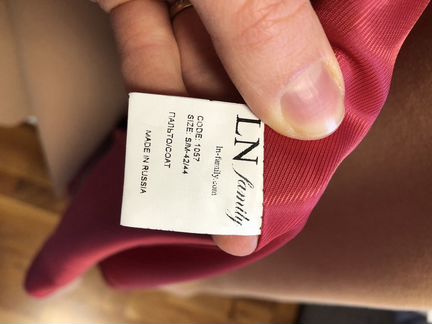 LN family
ln-family.com
CODE: 1057
SIZE: S/M-42/44
ПАЛЬТО/COAT
MADE IN RUSSIA